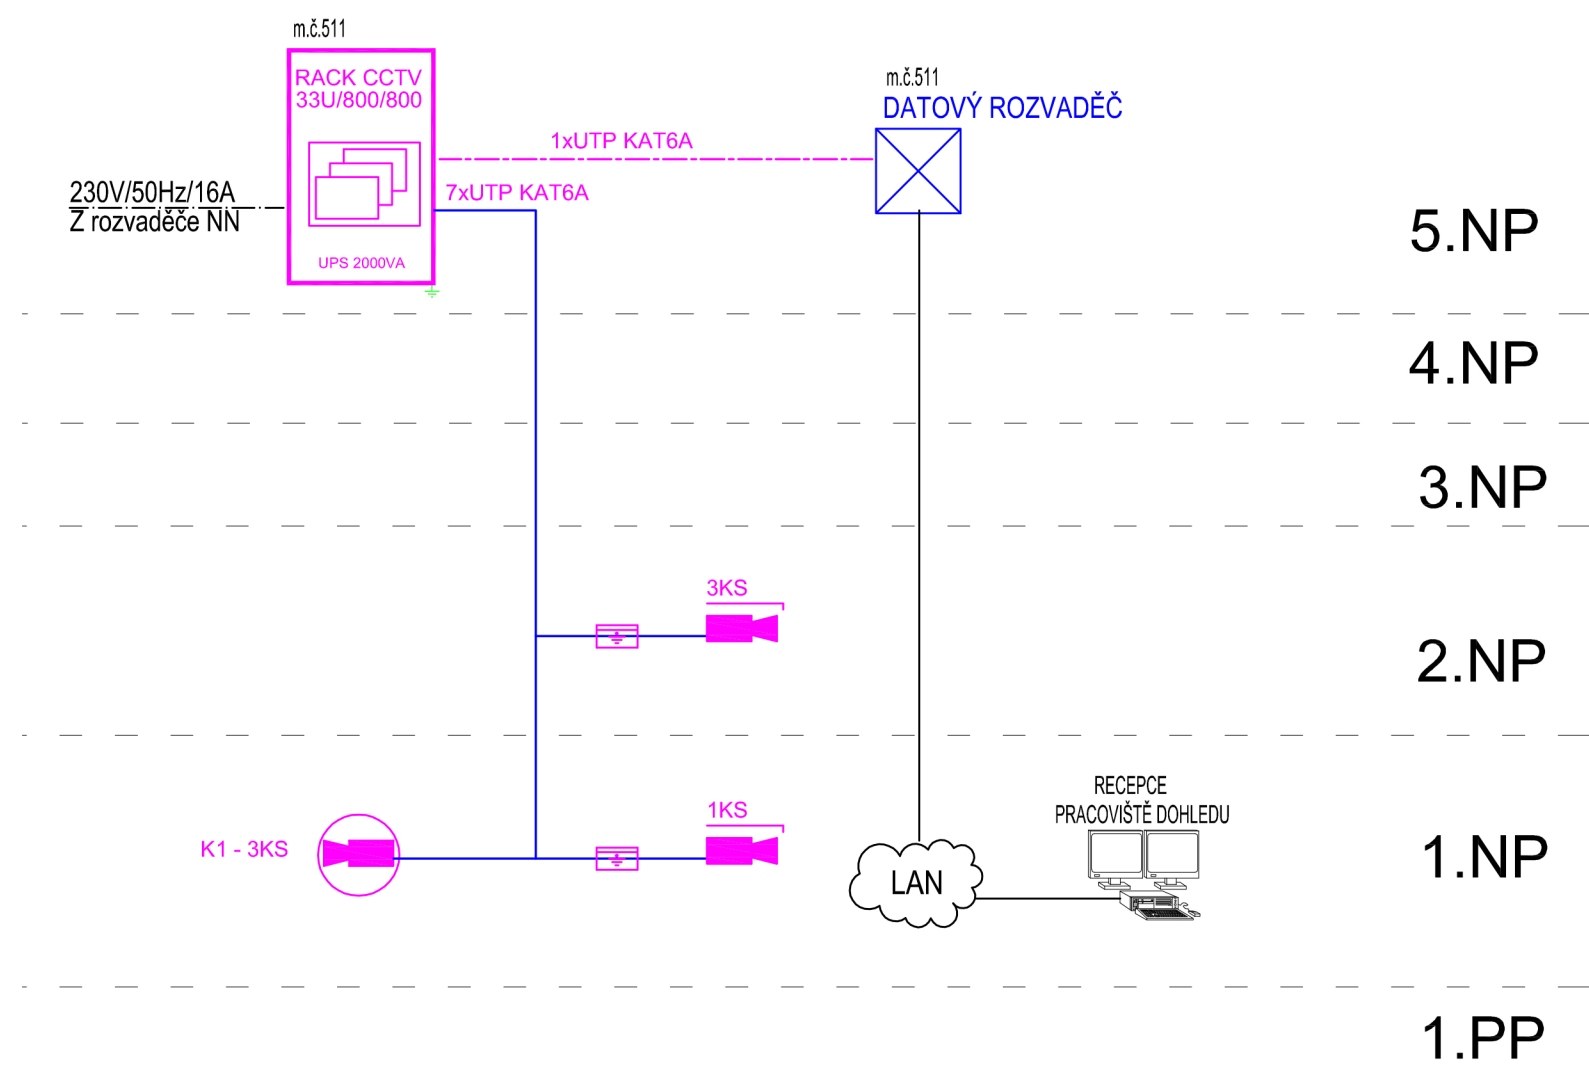 m.č.511
RACK CCTV
33U/800/800
UPS 2000VA
230V/50Hz/16A
Z rozvaděče NN
1xUTP KAT6A
7xUTP KAT6A
m.č.511
DATOVÝ ROZVADĚČ
5.NP
4.NP
3.NP
3KS
2.NP
K1 - 3KS
1KS
LAN
RECEPCE
PRACOVIŠTĚ DOHLEDU
1.NP
1.PP